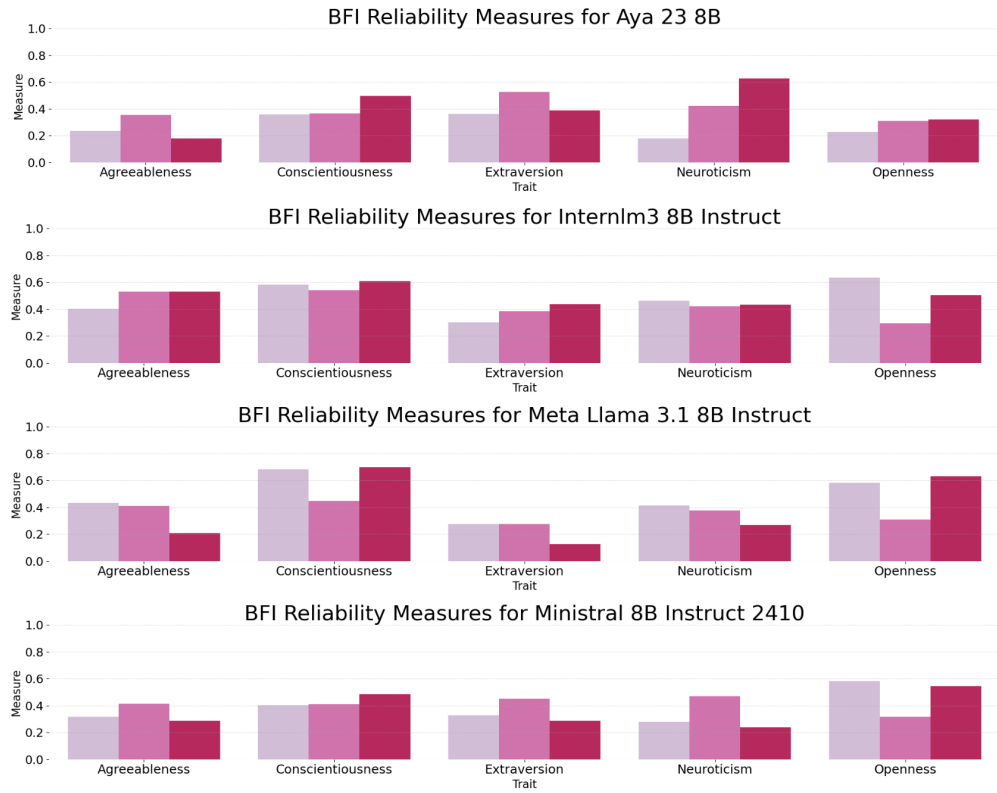 BFI Reliability Measures for Aya 23 8B
1.0
0.8
0.6
0.4
0.2
0.0
Measure
Agreeableness Conscientiousness Extraversion Neuroticism Openness
Trait
BFI Reliability Measures for Internlm3 8B Instruct
1.0
0.8
0.6
0.4
0.2
0.0
Measure
Agreeableness Conscientiousness Extraversion Neuroticism Openness
Trait
BFI Reliability Measures for Meta Llama 3.1 8B Instruct
1.0
0.8
0.6
0.4
0.2
0.0
Measure
Agreeableness Conscientiousness Extraversion Neuroticism Openness
Trait
BFI Reliability Measures for Ministral 8B Instruct 2410
1.0
0.8
0.6
0.4
0.2
0.0
Measure
Agreeableness Conscientiousness Extraversion Neuroticism Openness
Trait